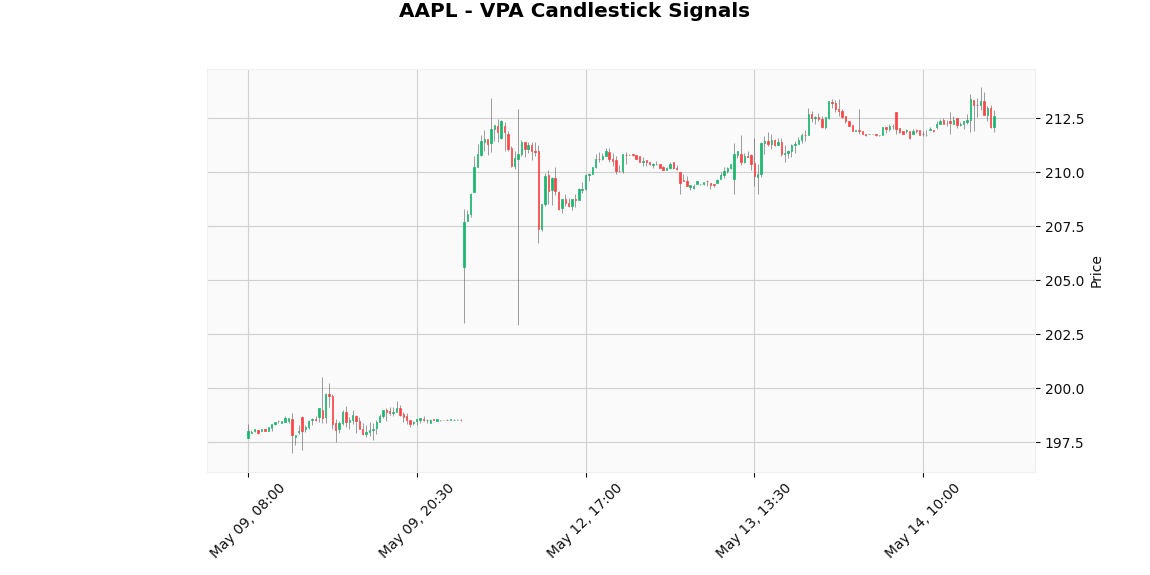 AAPL - VPA Candlestick Signals
212.5
210.0
207.5
205.0
202.5
200.0
197.5
Price
May 09, 08:00
May 09, 20:30
May 12, 17:00
May 13, 13:30
May 14, 10:00